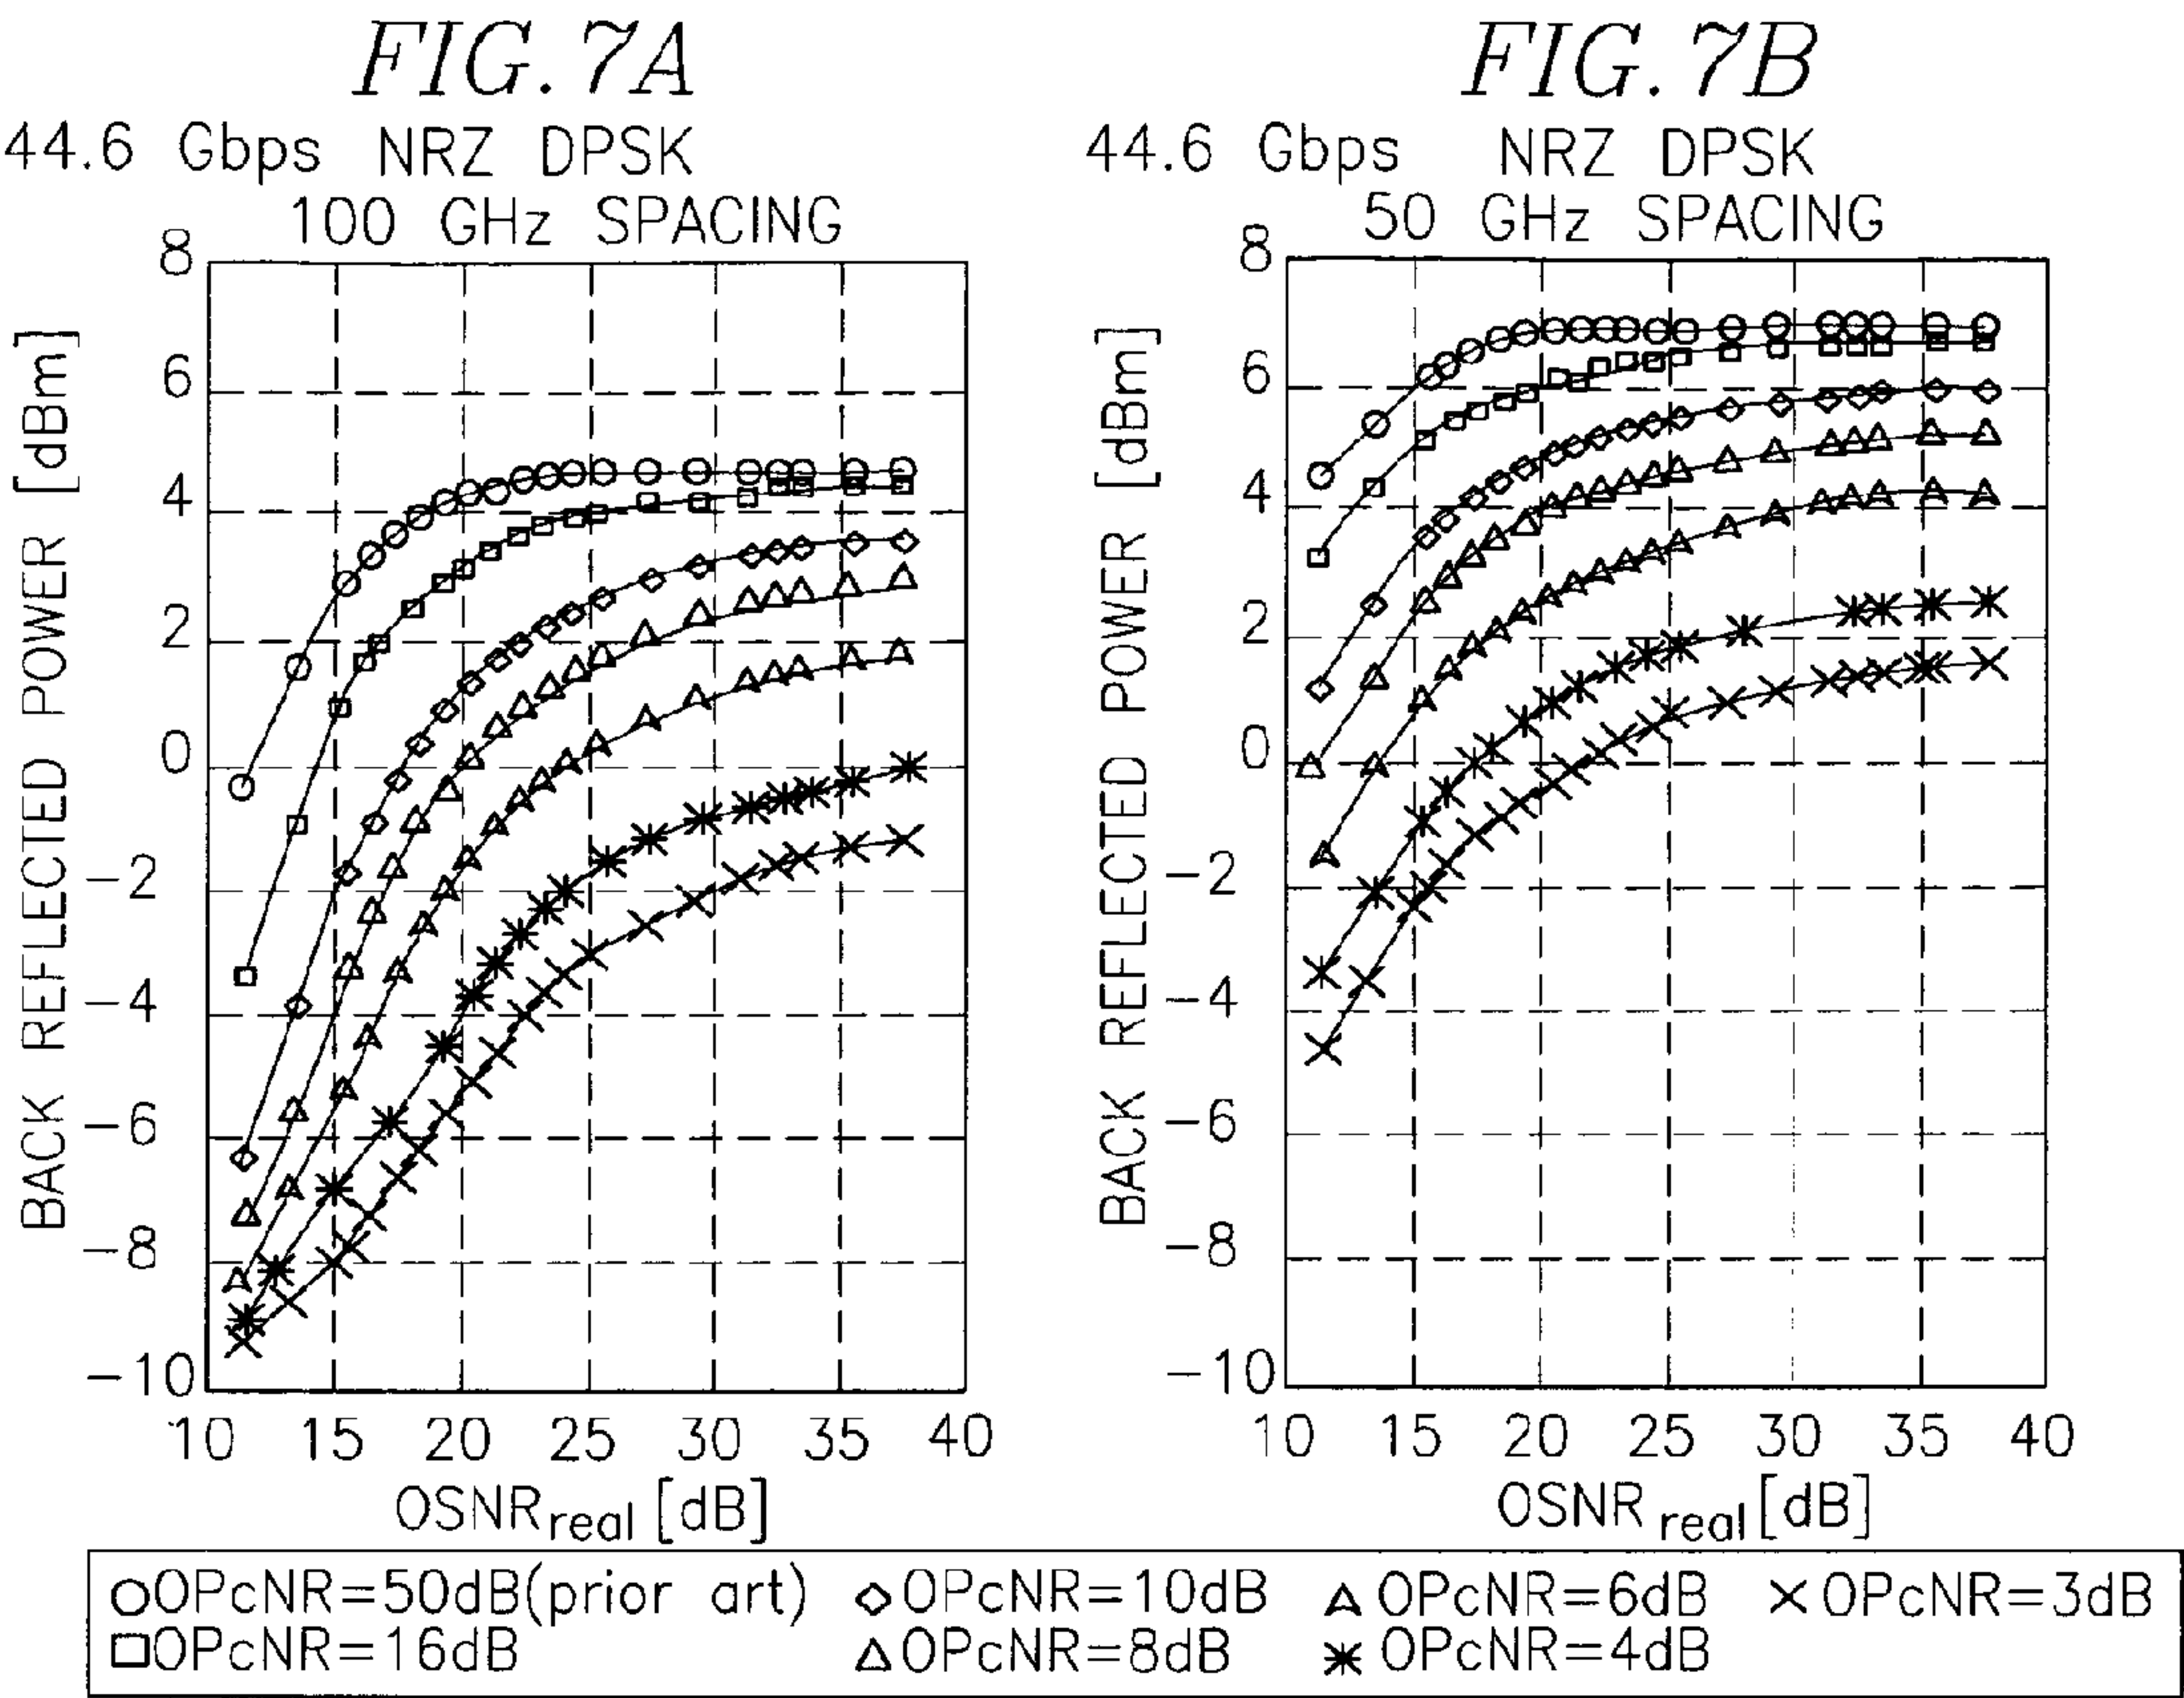 FIG. 7A
44.6 Gbps NRZ DPSK
100 GHz SPACING
BACK REFLECTED POWER [dBm]
8
6
4
2
0
-2
-4
-6
-8
-10
10 15 20 25 30 35 40
OSNRreal [dB]
FIG. 7B
44.6 Gbps NRZ DPSK
50 GHz SPACING
BACK REFLECTED POWER [dBm]
8
6
4
2
0
-2
-4
-6
-8
-10
10 15 20 25 30 35 40
OSNR real [dB]
OPcNR=50dB(prior art) OPcNR=10dB OPcNR=6dB OPcNR=3dB
OPcNR=16dB OPcNR=8dB OPcNR=4dB